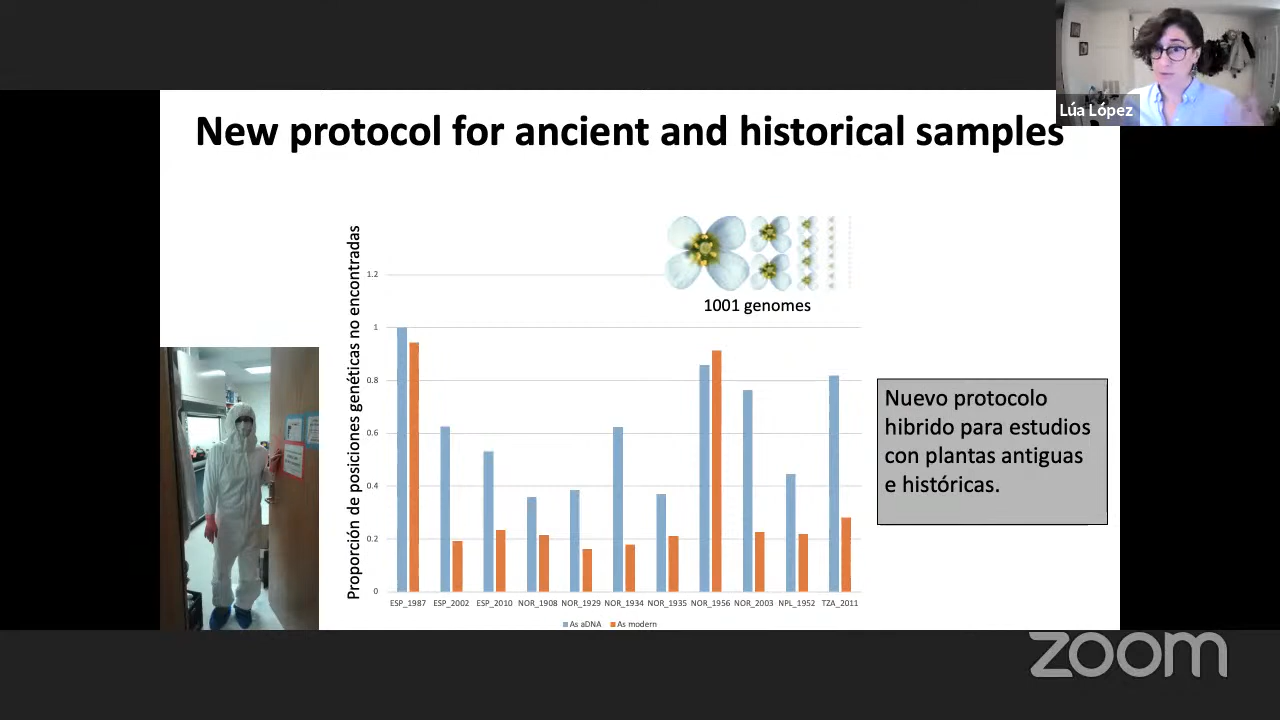 Lúa López
New protocol for ancient and historical samples
1001 genomes
Proporción de posiciones genéticas no encontradas
1.2
1
0.8
0.6
0.4
0.2
0
ESP_1987 ESP_2002 ESP_2010 NOR_1908 NOR_1929 NOR_1934 NOR_1935 NOR_1956 NOR_2003 NPL_1952 TZA_2011
As aDNA As modern
Nuevo protocolo
hibrido para estudios
con plantas antiguas
e históricas.
zoom